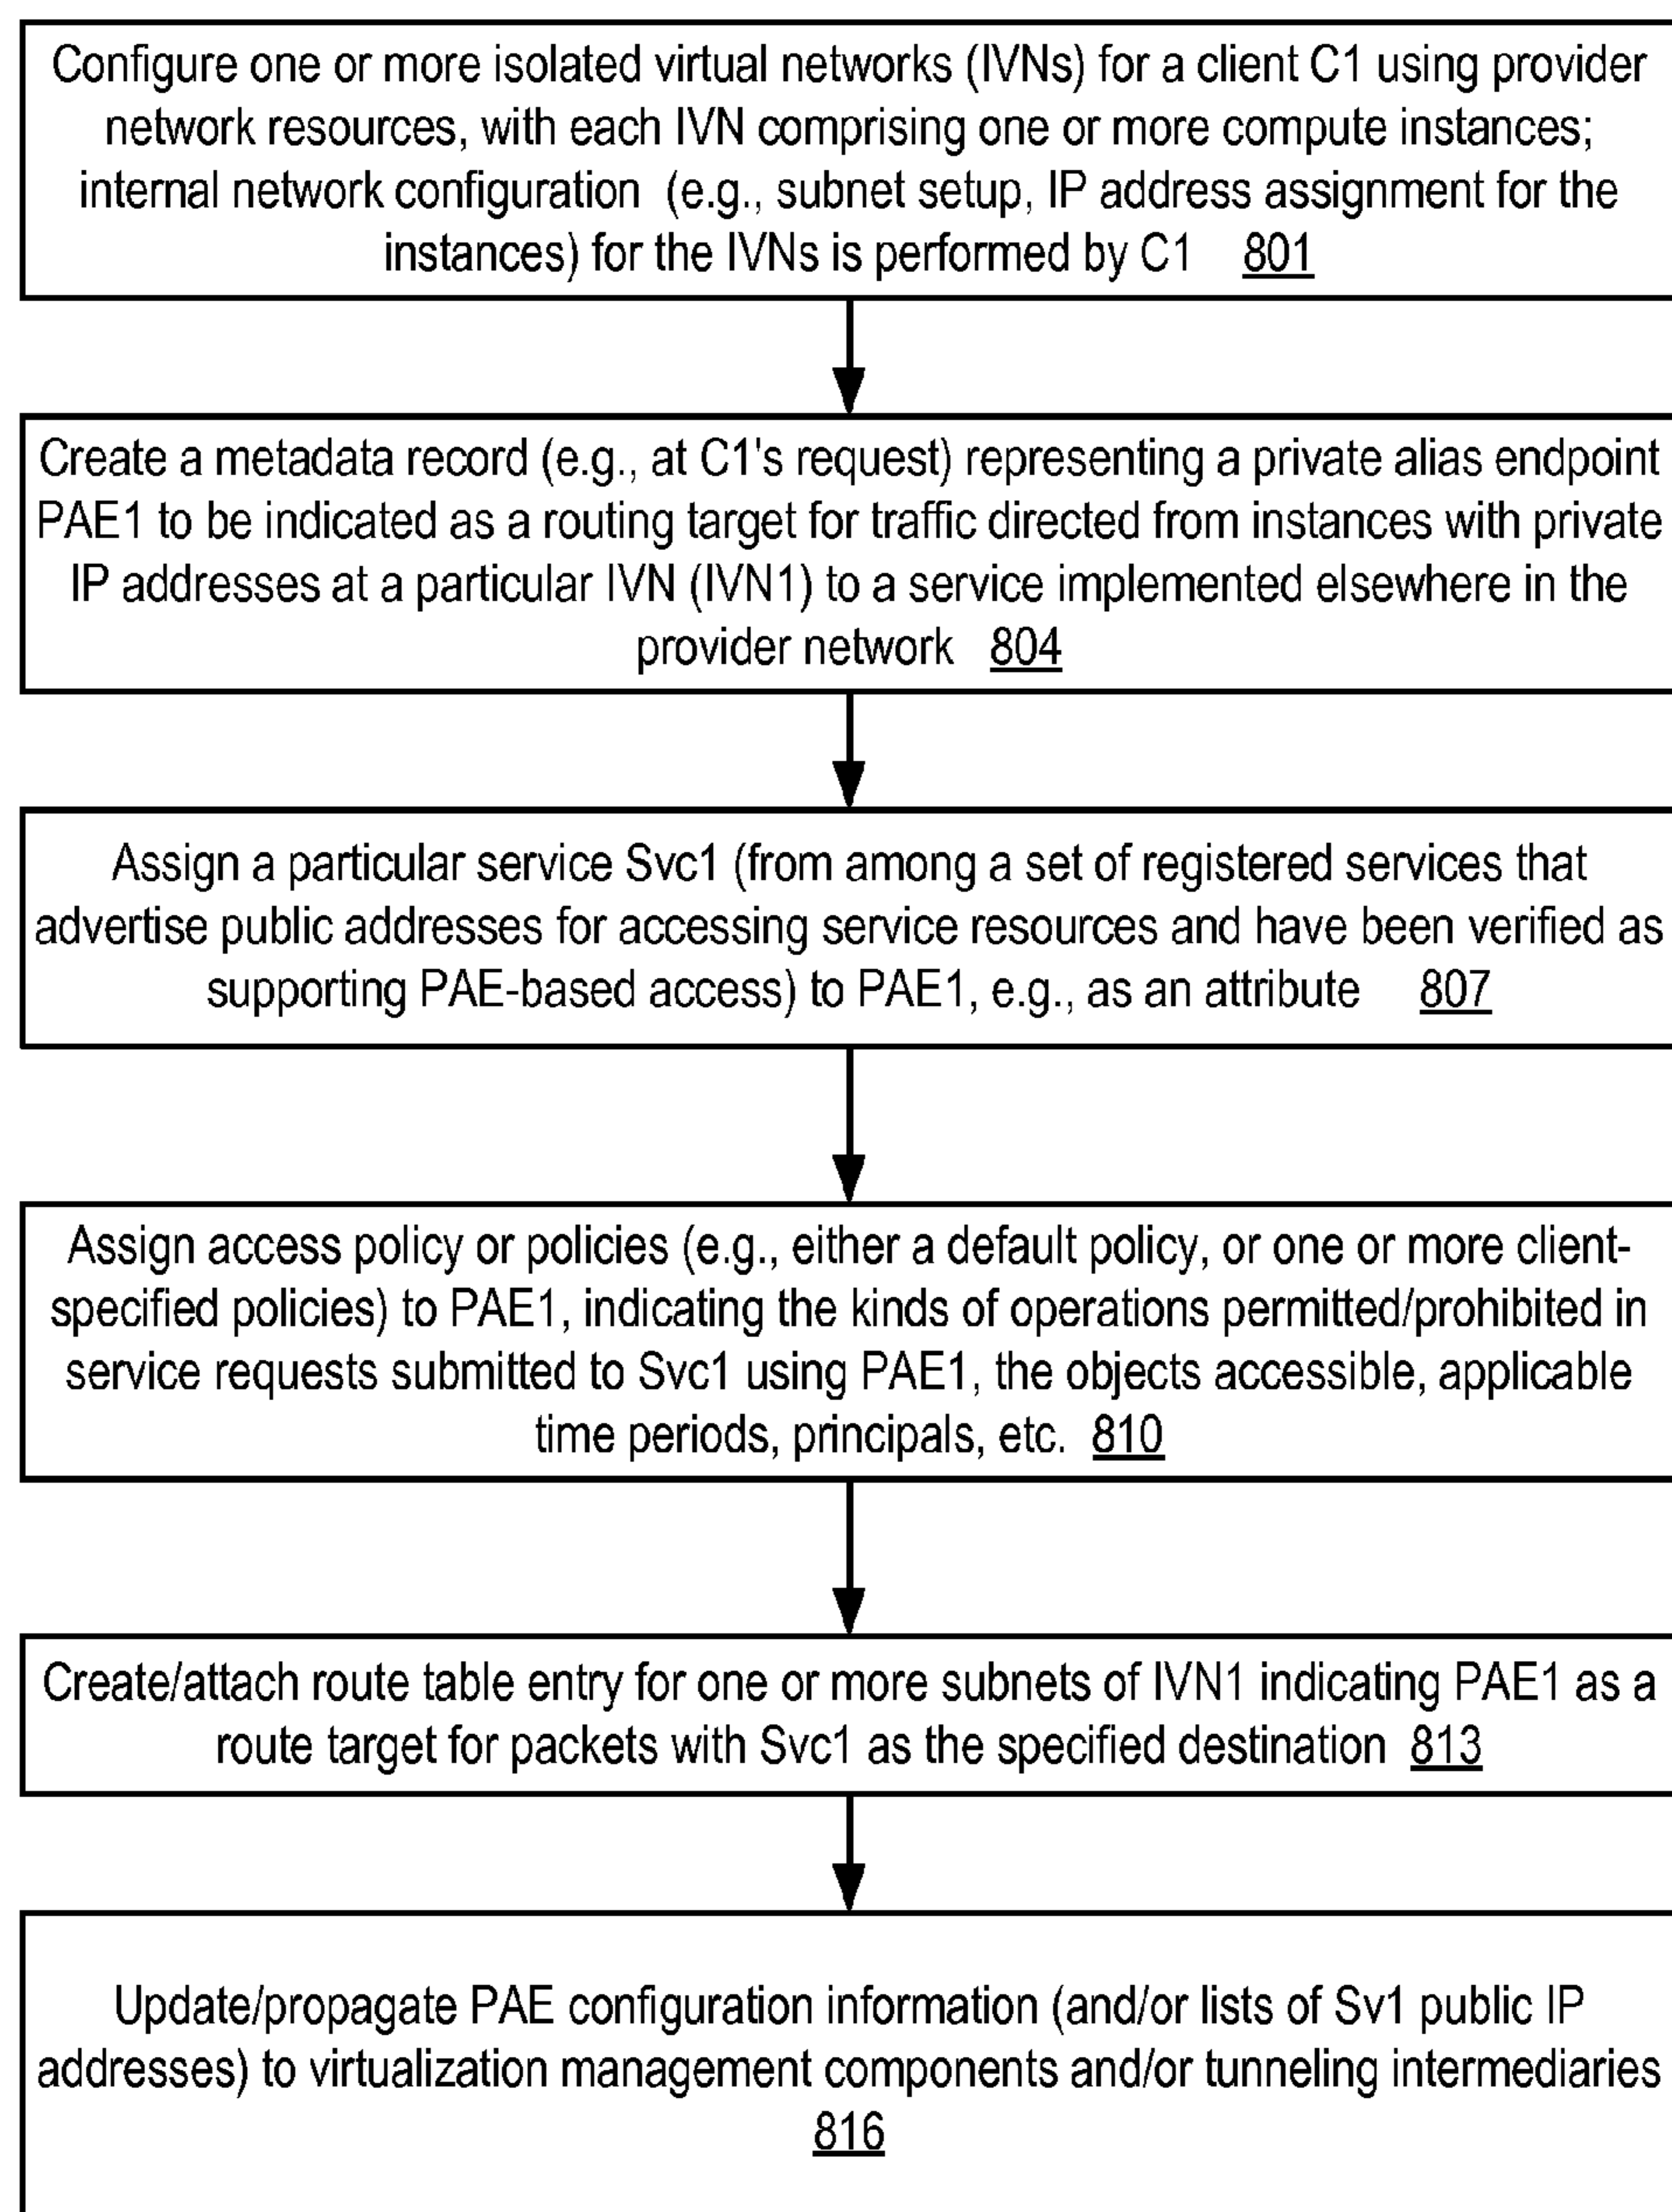 Configure one or more isolated virtual networks (IVNs) for a client C1 using provider
network resources, with each IVN comprising one or more compute instances;
internal network configuration (e.g., subnet setup, IP address assignment for the
instances) for the IVNs is performed by C1 801
Create a metadata record (e.g., at C1's request) representing a private alias endpoint
PAE1 to be indicated as a routing target for traffic directed from instances with private
IP addresses at a particular IVN (IVN1) to a service implemented elsewhere in the
provider network 804
Assign a particular service Svc1 (from among a set of registered services that
advertise public addresses for accessing service resources and have been verified as
supporting PAE-based access) to PAE1, e.g., as an attribute 807
Assign access policy or policies (e.g., either a default policy, or one or more client-
specified policies) to PAE1, indicating the kinds of operations permitted/prohibited in
service requests submitted to Svc1 using PAE1, the objects accessible, applicable
time periods, principals, etc. 810
Create/attach route table entry for one or more subnets of IVN1 indicating PAE1 as a
route target for packets with Svc1 as the specified destination 813
Update/propagate PAE configuration information (and/or lists of Sv1 public IP
addresses) to virtualization management components and/or tunneling intermediaries
816